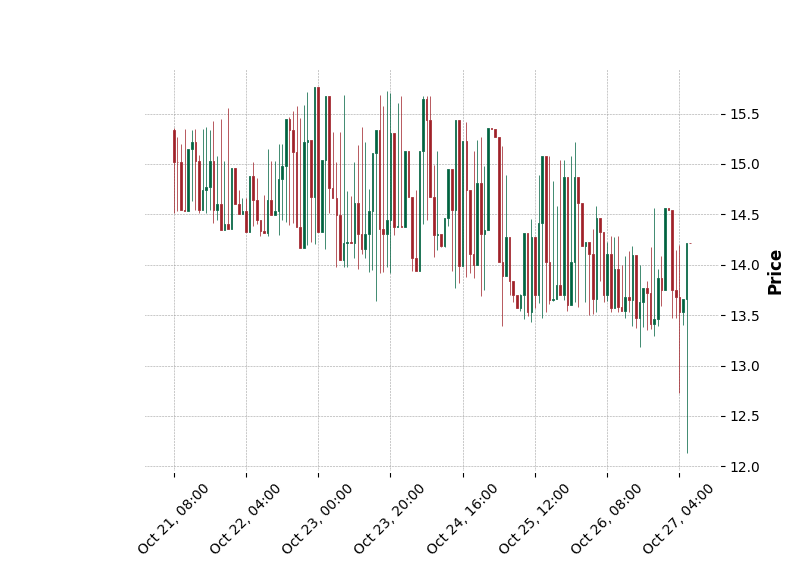 15.5
15.0
14.5
14.0
13.5
13.0
12.5
12.0
Price
Oct 21, 08:00
Oct 22, 04:00
Oct 23, 00:00
Oct 23, 20:00
Oct 24, 16:00
Oct 25, 12:00
Oct 26, 08:00
Oct 27, 04:00